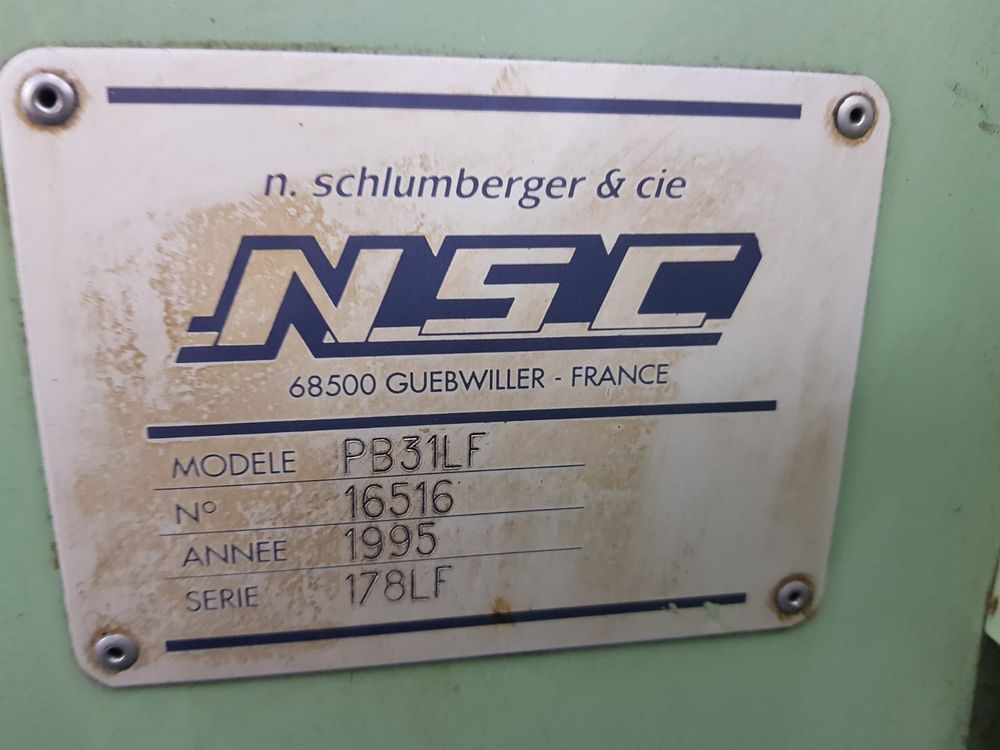 n. schlumberger & cie
NSC
68500 GUEBWILLER - FRANCE
MODELE PB31LF
N° 16516
ANNEE 1995
SERIE 178LF